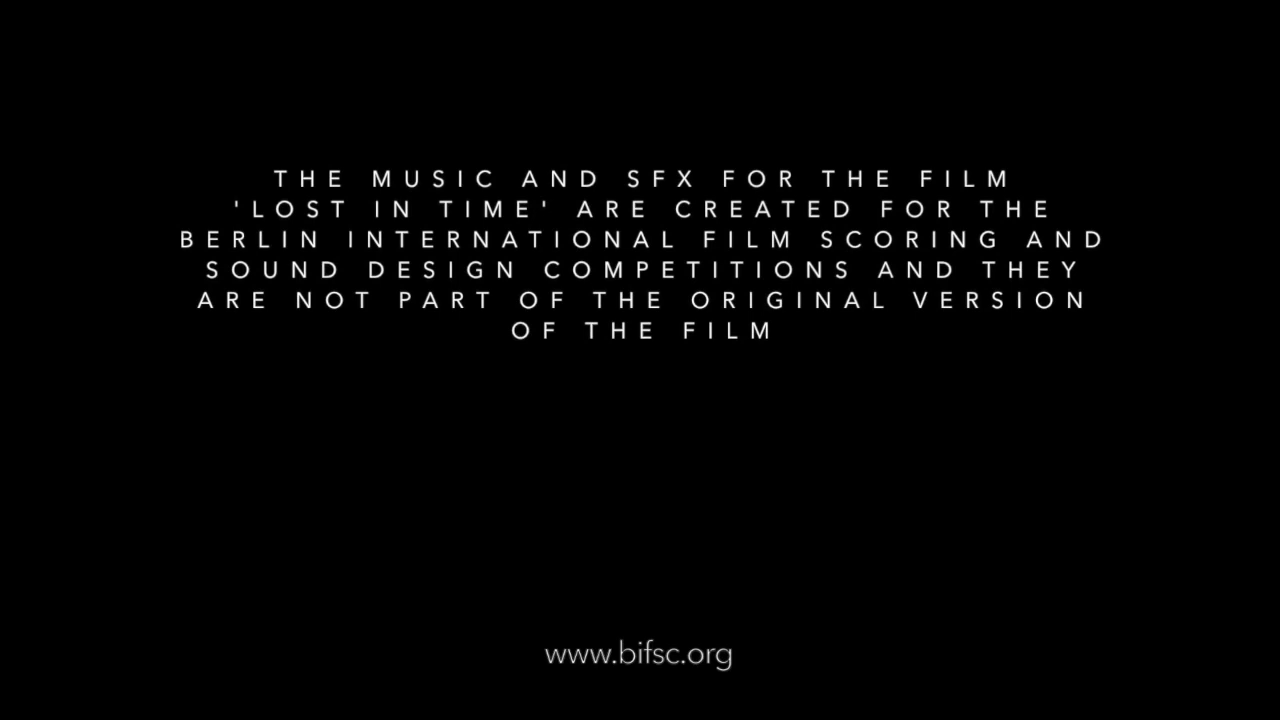 THE MUSIC AND SFX FOR THE FILM
'LOST IN TIME' ARE CREATED FOR THE
BERLIN INTERNATIONAL FILM SCORING AND
SOUND DESIGN COMPETITIONS AND THEY
ARE NOT PART OF THE ORIGINAL VERSION
OF THE FILM
www.bifsc.org